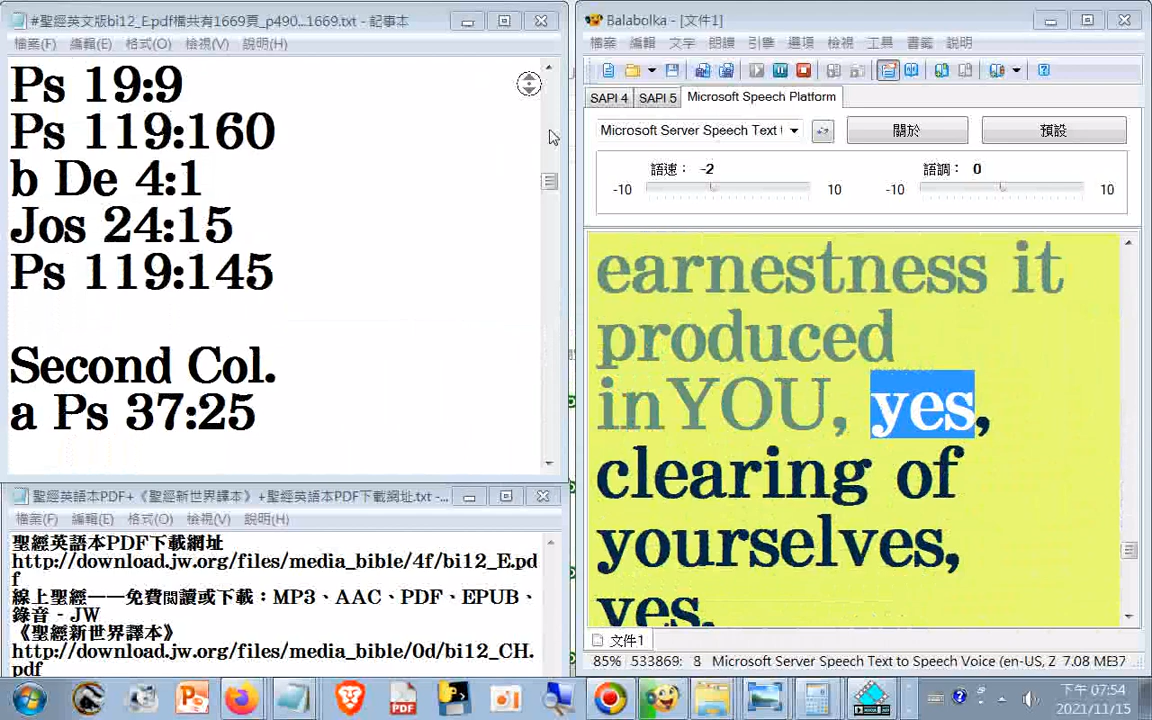 #聖經英文版bi12_E.pdf檔共有1669頁_p490...1669.txt - 記事本
檔案(F) 編輯(E) 格式(O) 檢視(V) 說明(H)
Ps 19:9
Ps 119:160
b De 4:1
Jos 24:15
Ps 119:145
Second Col.
a Ps 37:25
聖經英語本PDF+《聖經新世界譯本》+聖經英語本PDF下載網址.txt -...
檔案(F) 編輯(E) 格式(O) 檢視(V) 說明(H)
聖經英語本PDF下載網址
http://download.jw.org/files/media_bible/4f/bi12_E.pd
f
線上聖經——免費閱讀或下載：MP3、AAC、PDF、EPUB、
錄音 - JW
《聖經新世界譯本》
http://download.jw.org/files/media_bible/0d/bi12_CH.
pdf
Balabolka - [文件1]
檔案 編輯 文字 朗讀 引擎 選項 檢視 工具 書籤 說明
SAPI 4 SAPI 5 Microsoft Speech Platform
Microsoft Server Speech Text 關於 預設
語速： -2 語調： 0
-10 10 -10 10
earnestness it
produced
in YOU, yes,
clearing of
yourselves,
yes,
文件1
85% 533869: 8 Microsoft Server Speech Text to Speech Voice (en-US, Z 7.08 MB
下午 07:54
2021/11/15